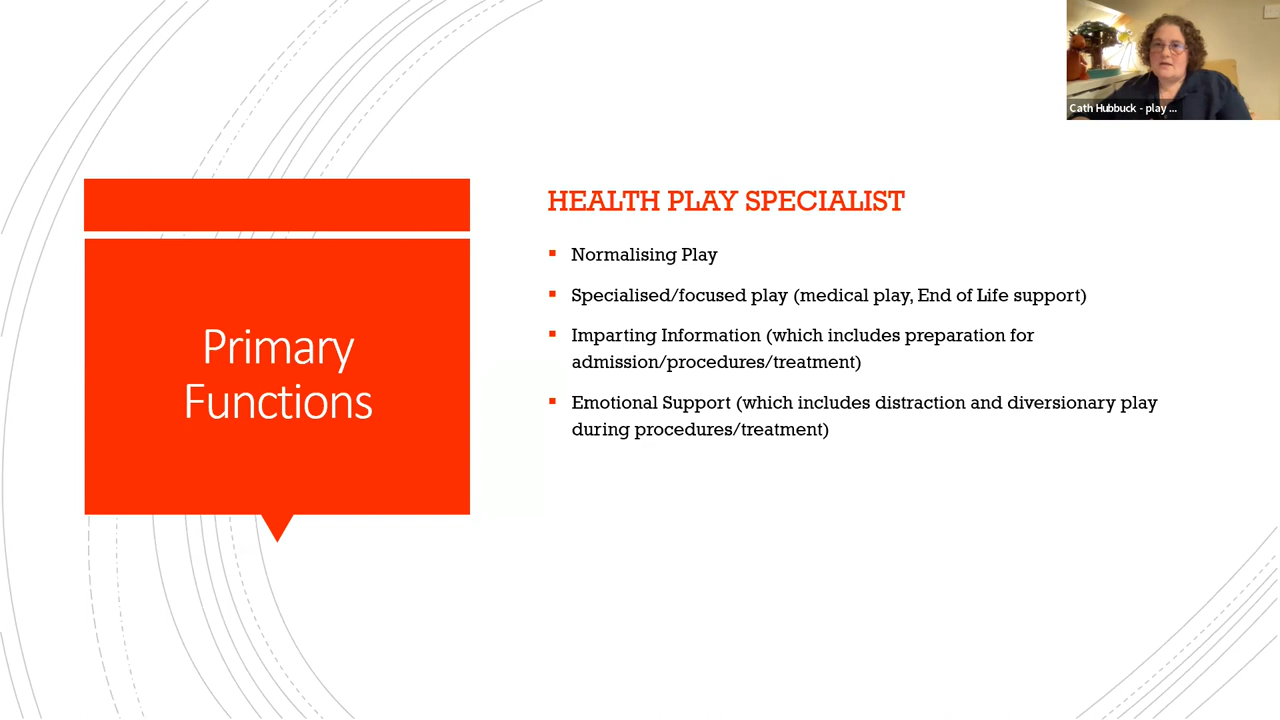 Cath Hubbuck - play ...
Primary
Functions
HEALTH PLAY SPECIALIST
Normalising Play
Specialised/focused play (medical play, End of Life support)
Imparting Information (which includes preparation for
admission/procedures/treatment)
Emotional Support (which includes distraction and diversionary play
during procedures/treatment)